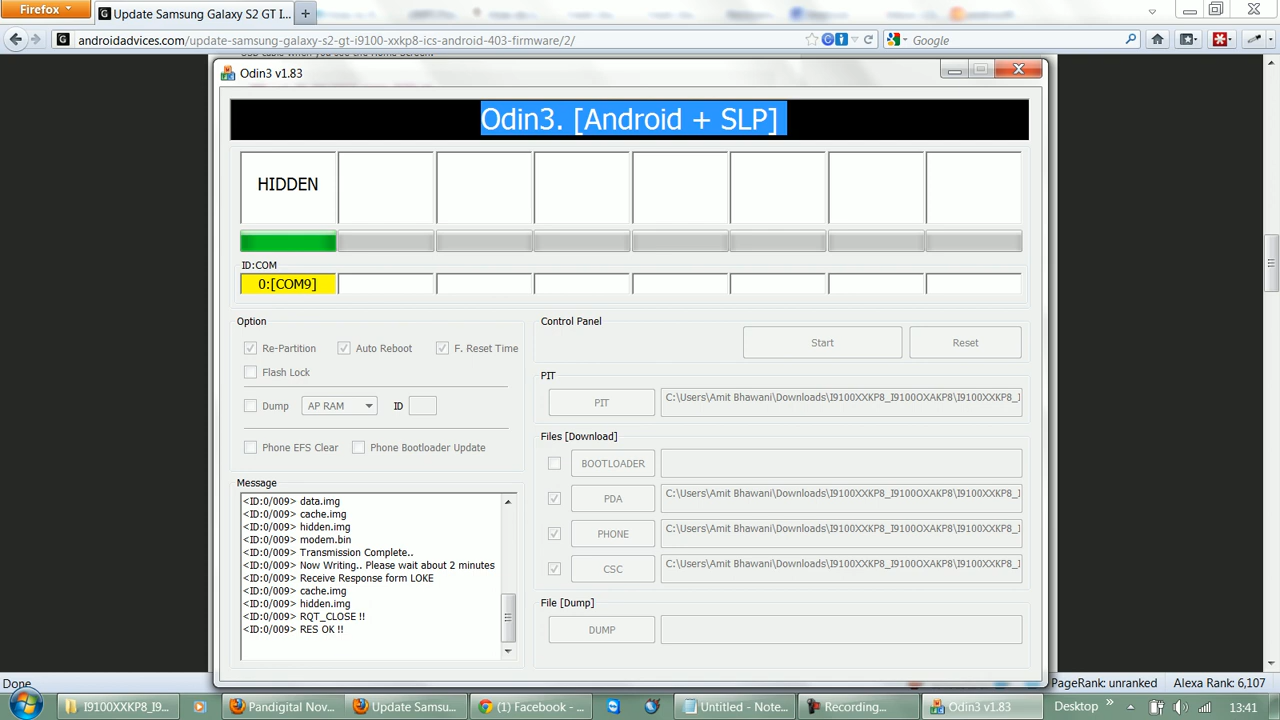 Firefox
Update Samsung Galaxy S2 GT I...
androidadvices.com/update-samsung-galaxy-s2-gt-i9100-xxkp8-ics-android-403-firmware/2/
Google
Odin3 v1.83
Odin3. [Android + SLP]
HIDDEN
ID:COM
0:[COM9]
Option
Re-Partition
Auto Reboot
F. Reset Time
Flash Lock
Dump
AP RAM
ID
Phone EFS Clear
Phone Bootloader Update
Message
<ID:0/009> data.img
<ID:0/009> cache.img
<ID:0/009> hidden.img
<ID:0/009> modem.bin
<ID:0/009> Transmission Complete..
<ID:0/009> Now Writing.. Please wait about 2 minutes
<ID:0/009> Receive Response form LOKE
<ID:0/009> cache.img
<ID:0/009> hidden.img
<ID:0/009> RQT_CLOSE !!
<ID:0/009> RES OK !!
Control Panel
Start
Reset
PIT
PIT
C:\Users\Amit Bhawani\Downloads\I9100XXKP8_I9100OXAKP8\I9100XXKP8_I
Files [Download]
BOOTLOADER
PDA
C:\Users\Amit Bhawani\Downloads\I9100XXKP8_I9100OXAKP8\I9100XXKP8_I
PHONE
C:\Users\Amit Bhawani\Downloads\I9100XXKP8_I9100OXAKP8\I9100XXKP8_I
CSC
C:\Users\Amit Bhawani\Downloads\I9100XXKP8_I9100OXAKP8\I9100XXKP8_I
File [Dump]
DUMP
Done
PageRank: unranked
Alexa Rank: 6,107
I9100XXKP8_I9...
Pandigital Nov...
Update Samsu...
(1) Facebook - ...
Untitled - Note...
Recording...
Odin3 v1.83
Desktop
13:41